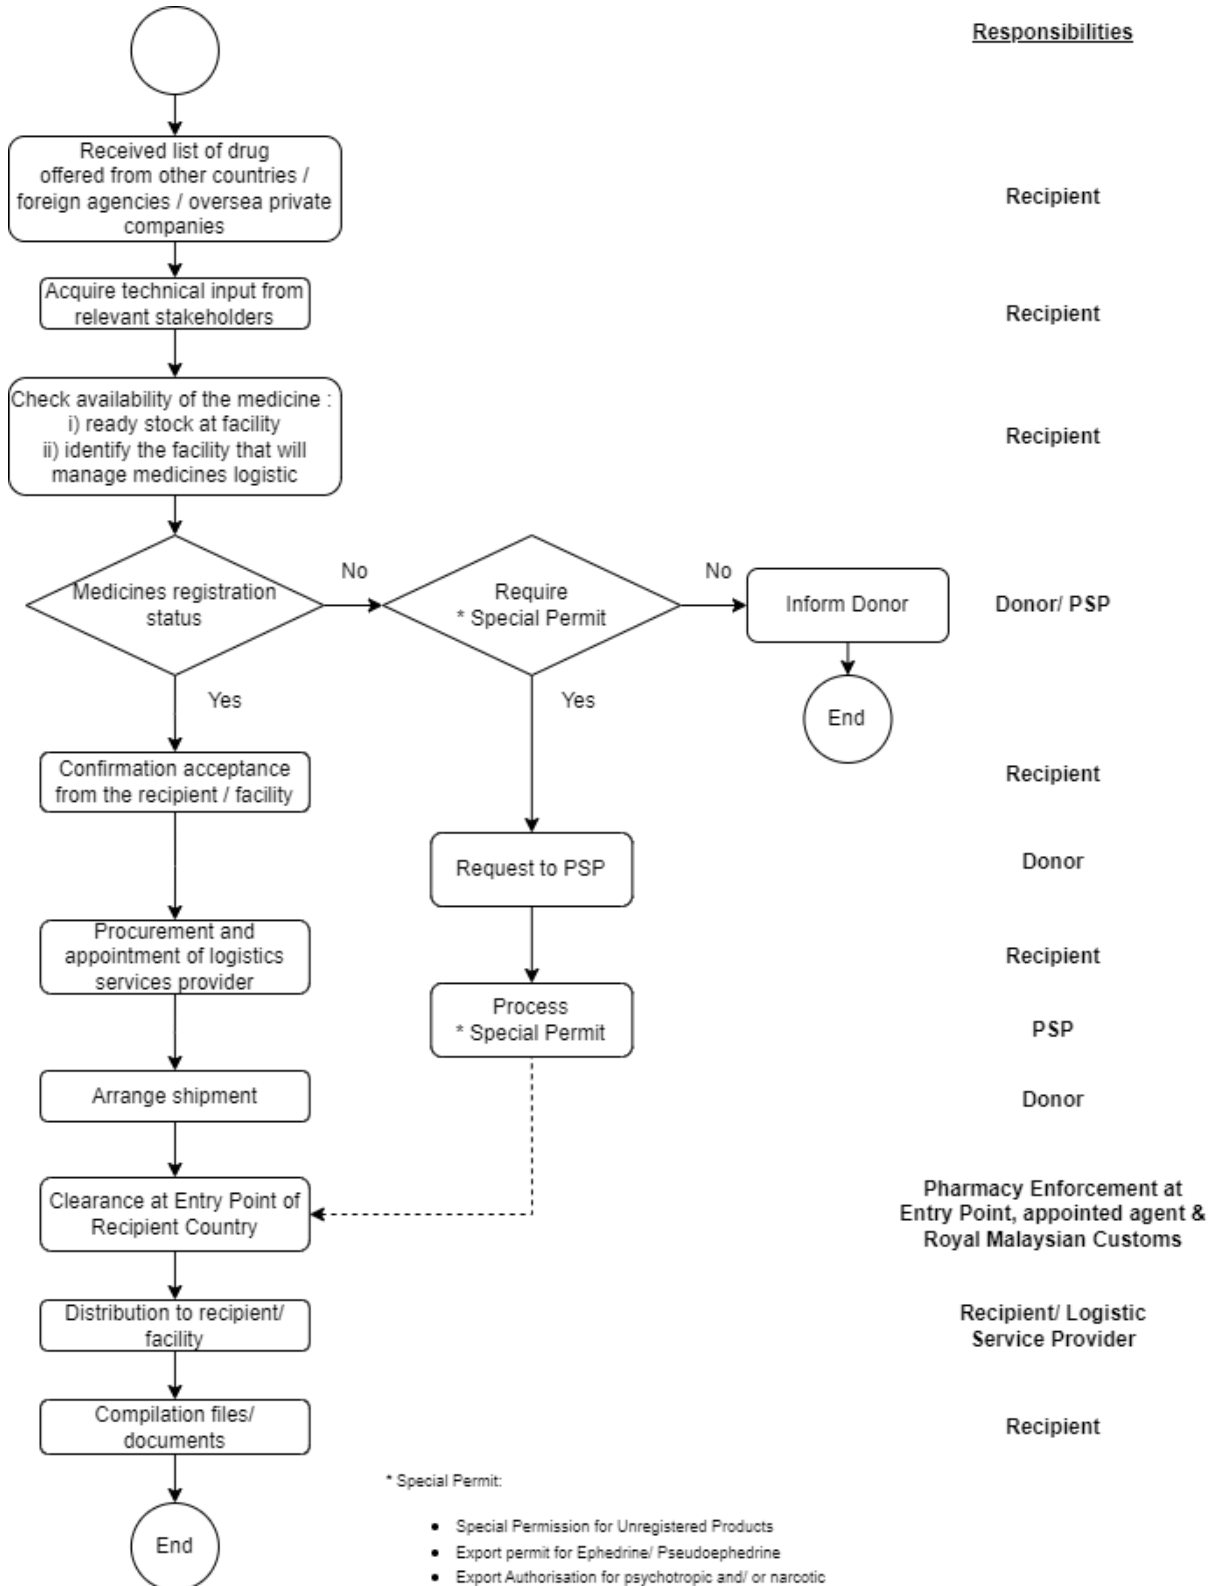 Responsibilities
Received list of drug
offered from other countries /
foreign agencies / oversea private
companies
Recipient
Acquire technical input from
relevant stakeholders
Recipient
Check availability of the medicine :
i) ready stock at facility
ii) identify the facility that will
manage medicines logistic
Recipient
Medicines registration
status
No
Require
* Special Permit
No
Inform Donor
Donor/ PSP
Yes
Yes
End
Confirmation acceptance
from the recipient / facility
Recipient
Request to PSP
Donor
Procurement and
appointment of logistics
services provider
Recipient
Process
* Special Permit
PSP
Arrange shipment
Donor
Clearance at Entry Point of
Recipient Country
Pharmacy Enforcement at
Entry Point, appointed agent &
Royal Malaysian Customs
Distribution to recipient/
facility
Recipient/ Logistic
Service Provider
Compilation files/
documents
Recipient
End
* Special Permit:
● Special Permission for Unregistered Products
● Export permit for Ephedrine/ Pseudoephedrine
● Export Authorisation for psychotropic and/ or narcotic